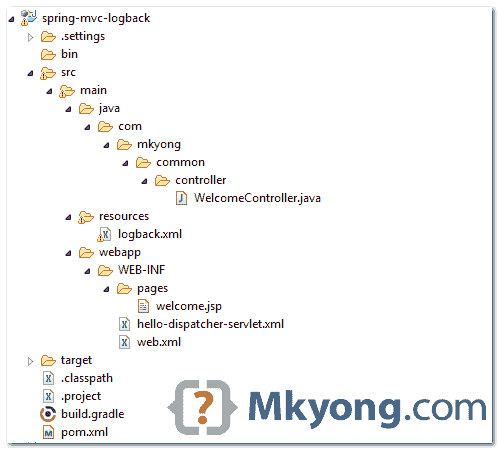 spring-mvc-logback
.settings
bin
src
main
java
com
mkyong
common
controller
WelcomeController.java
resources
logback.xml
webapp
WEB-INF
pages
welcome.jsp
hello-dispatcher-servlet.xml
web.xml
target
.classpath
.project
build.gradle
pom.xml
{?} Mkyong.com